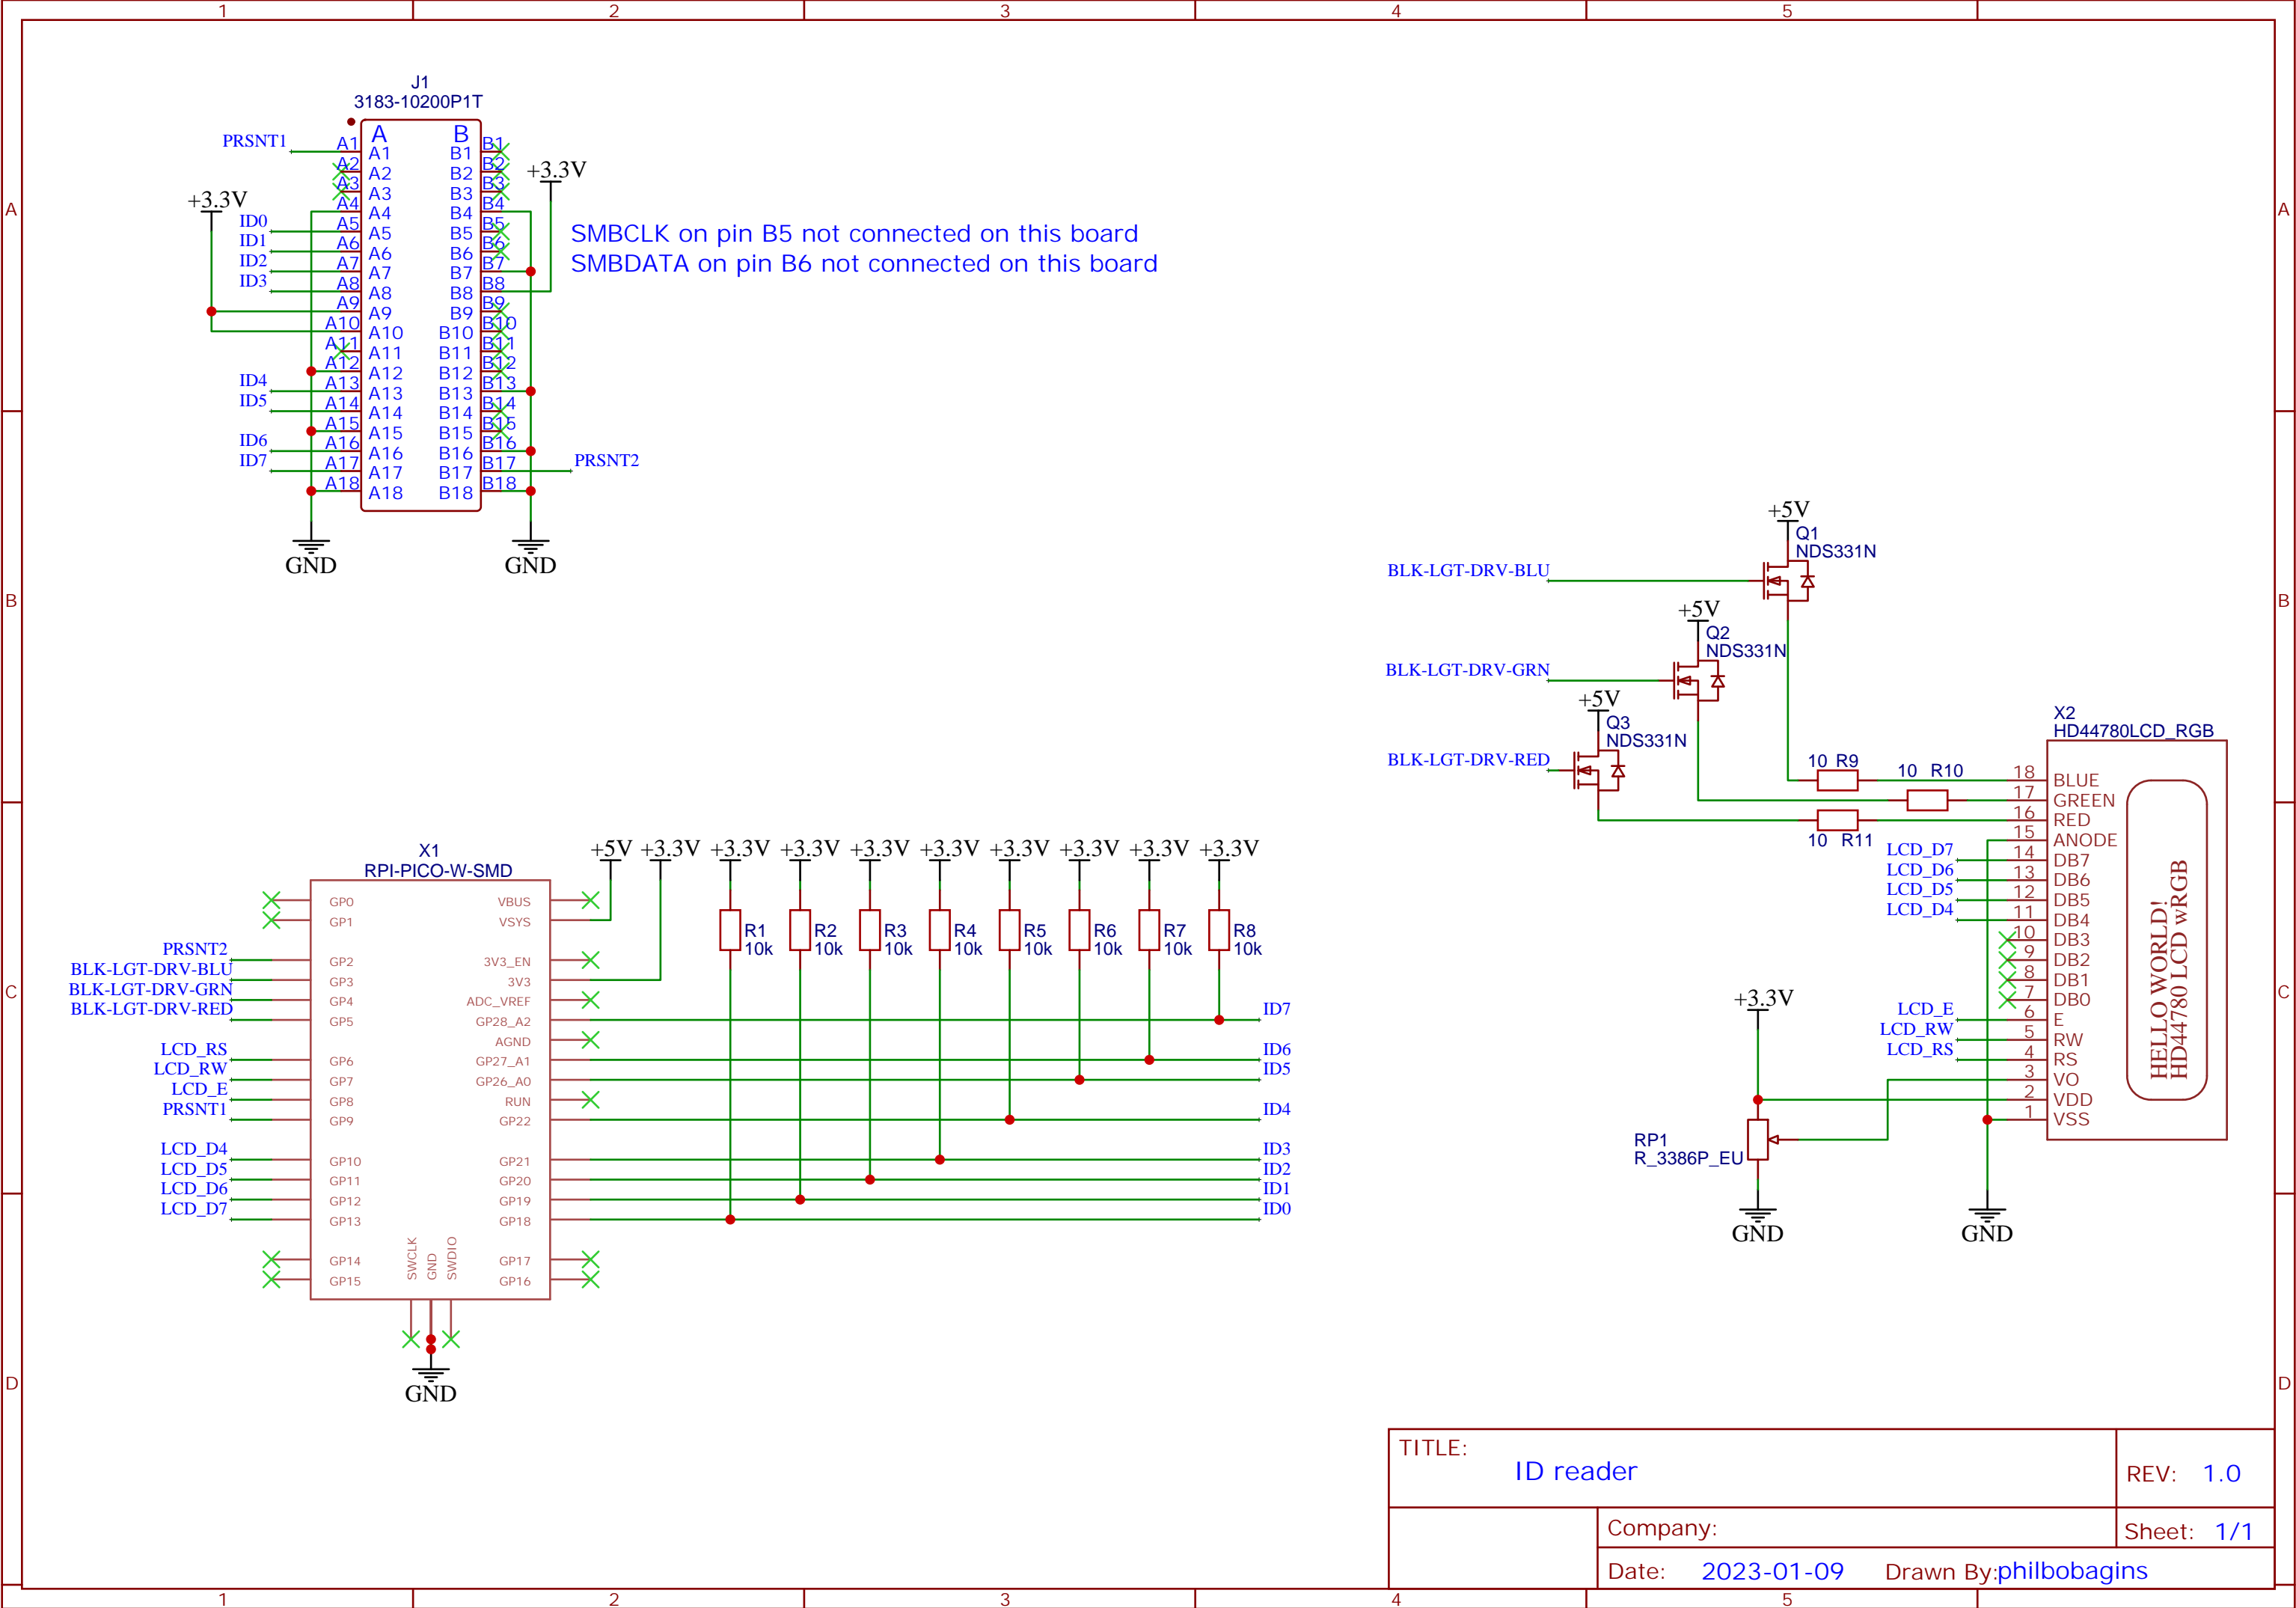 1 2 3 4 5
A
B
C
D
A
B
C
D
J1
3183-10200P1T
A B
PRSNT1
+3.3V
+3.3V
ID0
ID1
ID2
ID3
ID4
ID5
ID6
ID7
A1 A1 B1 B1
A2 A2 B2 B2
A3 A3 B3 B3
A4 A4 B4 B4
A5 A5 B5 B5
A6 A6 B6 B6
A7 A7 B7 B7
A8 A8 B8 B8
A9 A9 B9 B9
A10 A10 B10 B10
A11 A11 B11 B11
A12 A12 B12 B12
A13 A13 B13 B13
A14 A14 B14 B14
A15 A15 B15 B15
A16 A16 B16 B16
A17 A17 B17 B17
A18 A18 B18 B18
PRSNT2
GND
GND
SMBCLK on pin B5 not connected on this board
SMBDATA on pin B6 not connected on this board
+5V
Q1
NDS331N
BLK-LGT-DRV-BLU
+5V
Q2
NDS331N
BLK-LGT-DRV-GRN
+5V
Q3
NDS331N
BLK-LGT-DRV-RED
10 R9
10 R10
10 R11
X2
HD44780LCD_RGB
18 BLUE
17 GREEN
16 RED
15 ANODE
LCD_D7 14 DB7
LCD_D6 13 DB6
LCD_D5 12 DB5
LCD_D4 11 DB4
10 DB3
9 DB2
8 DB1
7 DB0
LCD_E 6 E
LCD_RW 5 RW
LCD_RS 4 RS
3 VO
2 VDD
1 VSS
HELLO WORLD!
HD44780 LCD wRGB
+3.3V
RP1
R_3386P_EU
GND
GND
X1
RPI-PICO-W-SMD
+5V +3.3V +3.3V +3.3V +3.3V +3.3V +3.3V +3.3V +3.3V +3.3V
R1 R2 R3 R4 R5 R6 R7 R8
10k 10k 10k 10k 10k 10k 10k 10k
GP0 VBUS
GP1 VSYS
PRSNT2 GP2 3V3_EN
BLK-LGT-DRV-BLU GP3 3V3
BLK-LGT-DRV-GRN GP4 ADC_VREF
BLK-LGT-DRV-RED GP5 GP28_A2 ID7
AGND
LCD_RS GP6 GP27_A1 ID6
LCD_RW GP7 GP26_A0 ID5
LCD_E GP8 RUN
PRSNT1 GP9 GP22 ID4
LCD_D4 GP10 GP21 ID3
LCD_D5 GP11 GP20 ID2
LCD_D6 GP12 GP19 ID1
LCD_D7 GP13 GP18 ID0
GP14 GP17
GP15 GP16
SWCLK
GND
SWDIO
GND
TITLE:
ID reader
REV: 1.0
Company:
Sheet: 1/1
Date: 2023-01-09 Drawn By:philbobagins
1 2 3 4 5